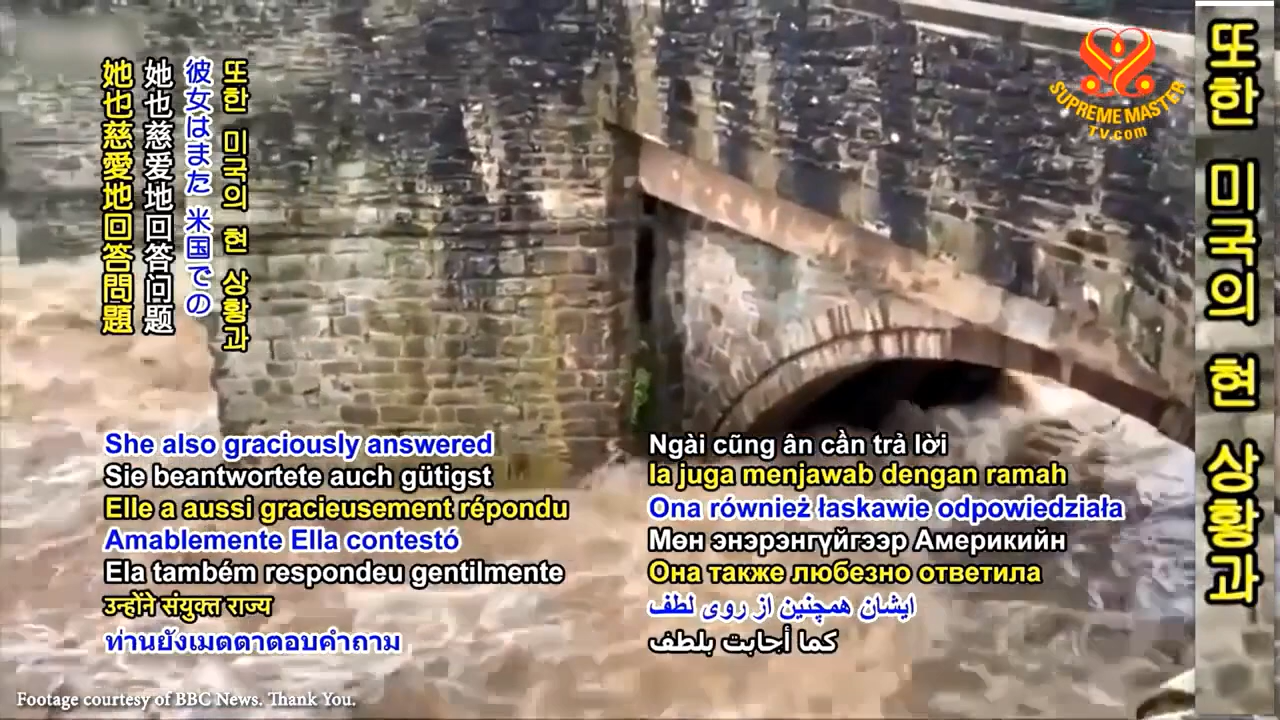 SUPREME MASTER
TV.com
또한 미국의 현 상황과
彼女はまた 米国での
她也慈爱地回答问题
她也慈愛地回答問題
She also graciously answered
Sie beantwortete auch gütigst
Elle a aussi gracieusement répondu
Amablemente Ella contestó
Ela também respondeu gentilmente
उन्होंने संयुक्त राज्य
ท่านยังเมตตาตอบคำถาม
Ngài cũng ân cần trả lời
Ia juga menjawab dengan ramah
Ona również łaskawie odpowiedziała
Мөн энэрэнгүйгээр Америкийн
Она также любезно ответила
ایشان همچنین از روی لطف
كما أجابت بلطف
또한 미국의 현 상황과
Footage courtesy of BBC News. Thank You.